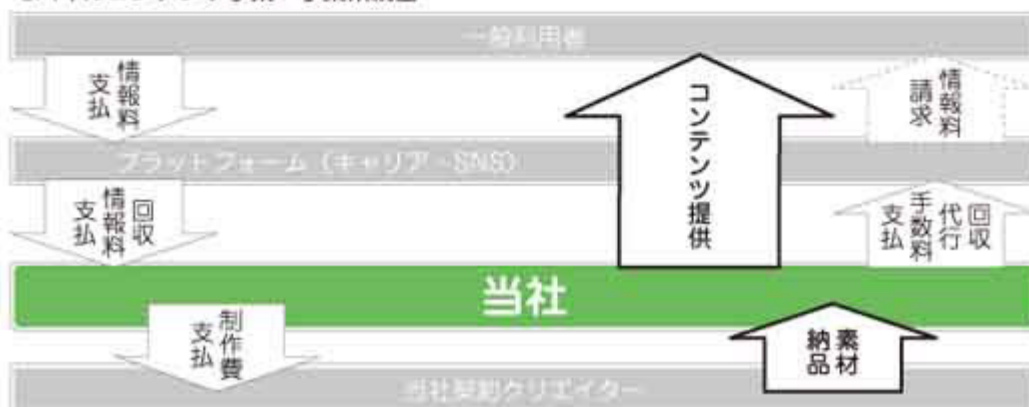 一般利用者
情報料
支払
コンテンツ提供
情報料
請求
プラットフォーム（キャリア・SNS）
回収
情報料
支払
回収
代行
手数料
支払
当社
制作費
支払
素材
納品
当社契約クリエイター